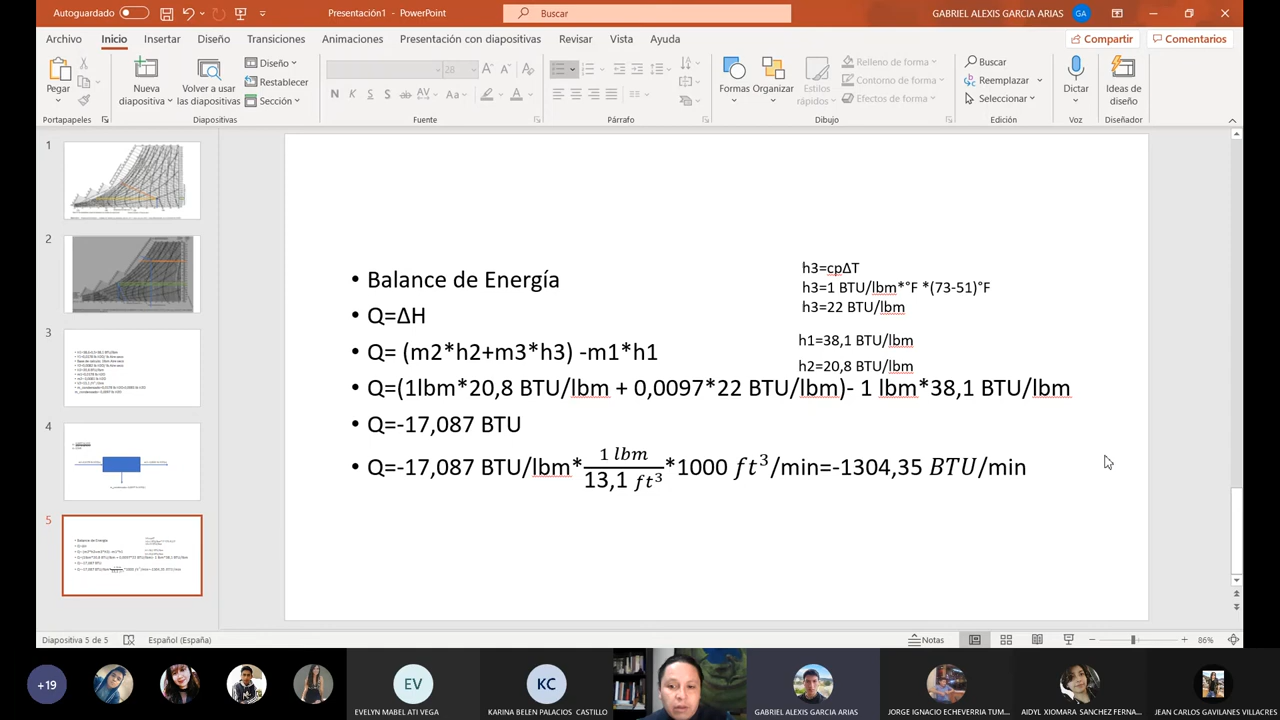 Autoguardado
Presentación1 - PowerPoint
Buscar
GABRIEL ALEXIS GARCIA ARIAS
GA
Archivo Inicio Insertar Diseño Transiciones Animaciones Presentación con diapositivas Revisar Vista Ayuda
Compartir
Comentarios
Pegar
Nueva diapositiva
Volver a usar las diapositivas
Diseño
Restablecer
Sección
28
Formas
Organizar
Estilos rápidos
Relleno de forma
Contorno de forma
Efectos de forma
Buscar
Reemplazar
Seleccionar
Dictar
Ideas de diseño
Portapapeles
Diapositivas
Fuente
Párrafo
Dibujo
Edición
Voz
Diseñador
1
2
3
4
5
• Balance de Energía
• Q=ΔH
• Q= (m2*h2+m3*h3) -m1*h1
• Q=(1lbm*20,8 BTU/lbm + 0,0097*22 BTU/lbm)- 1 lbm*38,1 BTU/lbm
• Q=-17,087 BTU
• Q=-17,087 BTU/lbm*1 lbm/13,1 ft³*1000 ft³/min=-1304,35 BTU/min
h3=cpΔT
h3=1 BTU/lbm*°F *(73-51)°F
h3=22 BTU/lbm
h1=38,1 BTU/lbm
h2=20,8 BTU/lbm
Diapositiva 5 de 5
Español (España)
Notas
86%
+19
EV
EVELYN MABEL ATI VEGA
KC
KARINA BELEN PALACIOS CASTILLO
GABRIEL ALEXIS GARCIA ARIAS
JORGE IGNACIO ECHEVERRIA TUM...
AIDYL XIOMARA SANCHEZ FERNA...
JEAN CARLOS GAVILANES VILLACRES